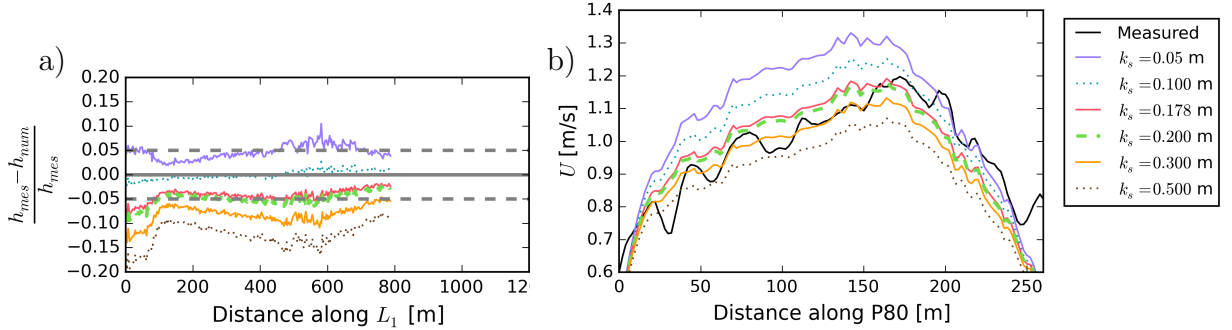 a)
0.20
0.15
0.10
0.05
0.00
−0.05
−0.10
−0.15
−0.20
h_mes − h_num
h_mes
0 200 400 600 800 1000 1200
Distance along L_1 [m]
b)
1.4
1.3
1.2
1.1
1.0
0.9
0.8
0.7
0.6
U [m/s]
0 50 100 150 200 250
Distance along P80 [m]
Measured
k_s = 0.05 m
k_s = 0.100 m
k_s = 0.178 m
k_s = 0.200 m
k_s = 0.300 m
k_s = 0.500 m